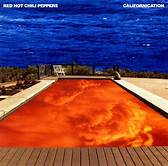 RED HOT CHILI PEPPERS
CALIFORNICATION